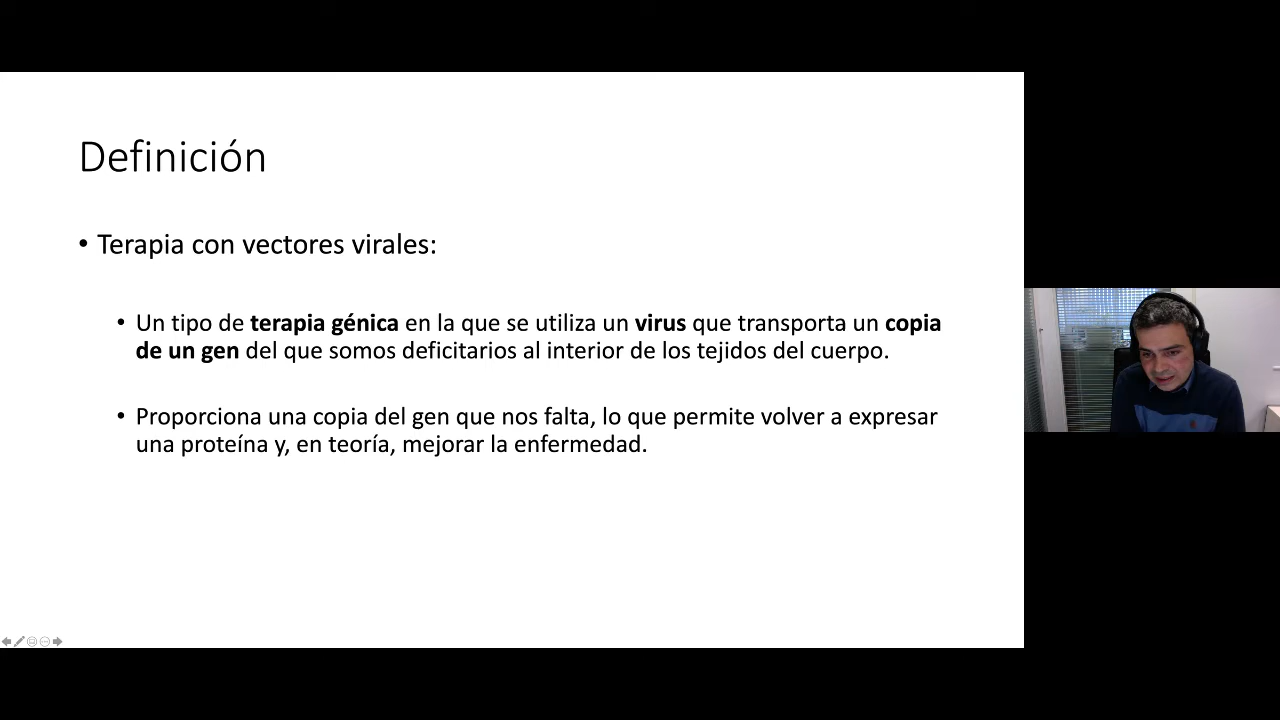 Definición
• Terapia con vectores virales:
• Un tipo de terapia génica en la que se utiliza un virus que transporta un copia
de un gen del que somos deficitarios al interior de los tejidos del cuerpo.
• Proporciona una copia del gen que nos falta, lo que permite volver a expresar
una proteína y, en teoría, mejorar la enfermedad.